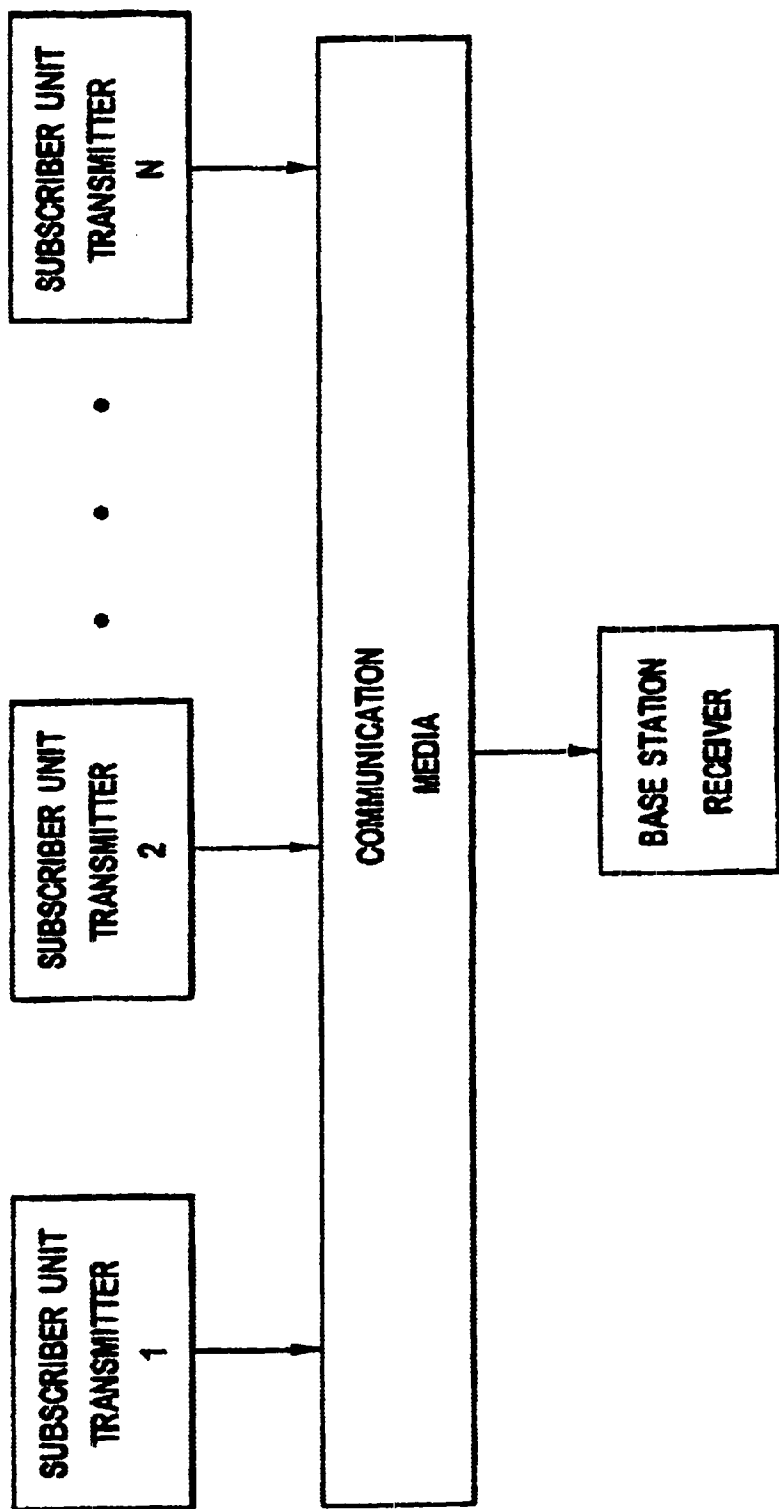 SUBSCRIBER UNIT
TRANSMITTER
1
SUBSCRIBER UNIT
TRANSMITTER
2
SUBSCRIBER UNIT
TRANSMITTER
N
COMMUNICATION
MEDIA
BASE STATION
RECEIVER